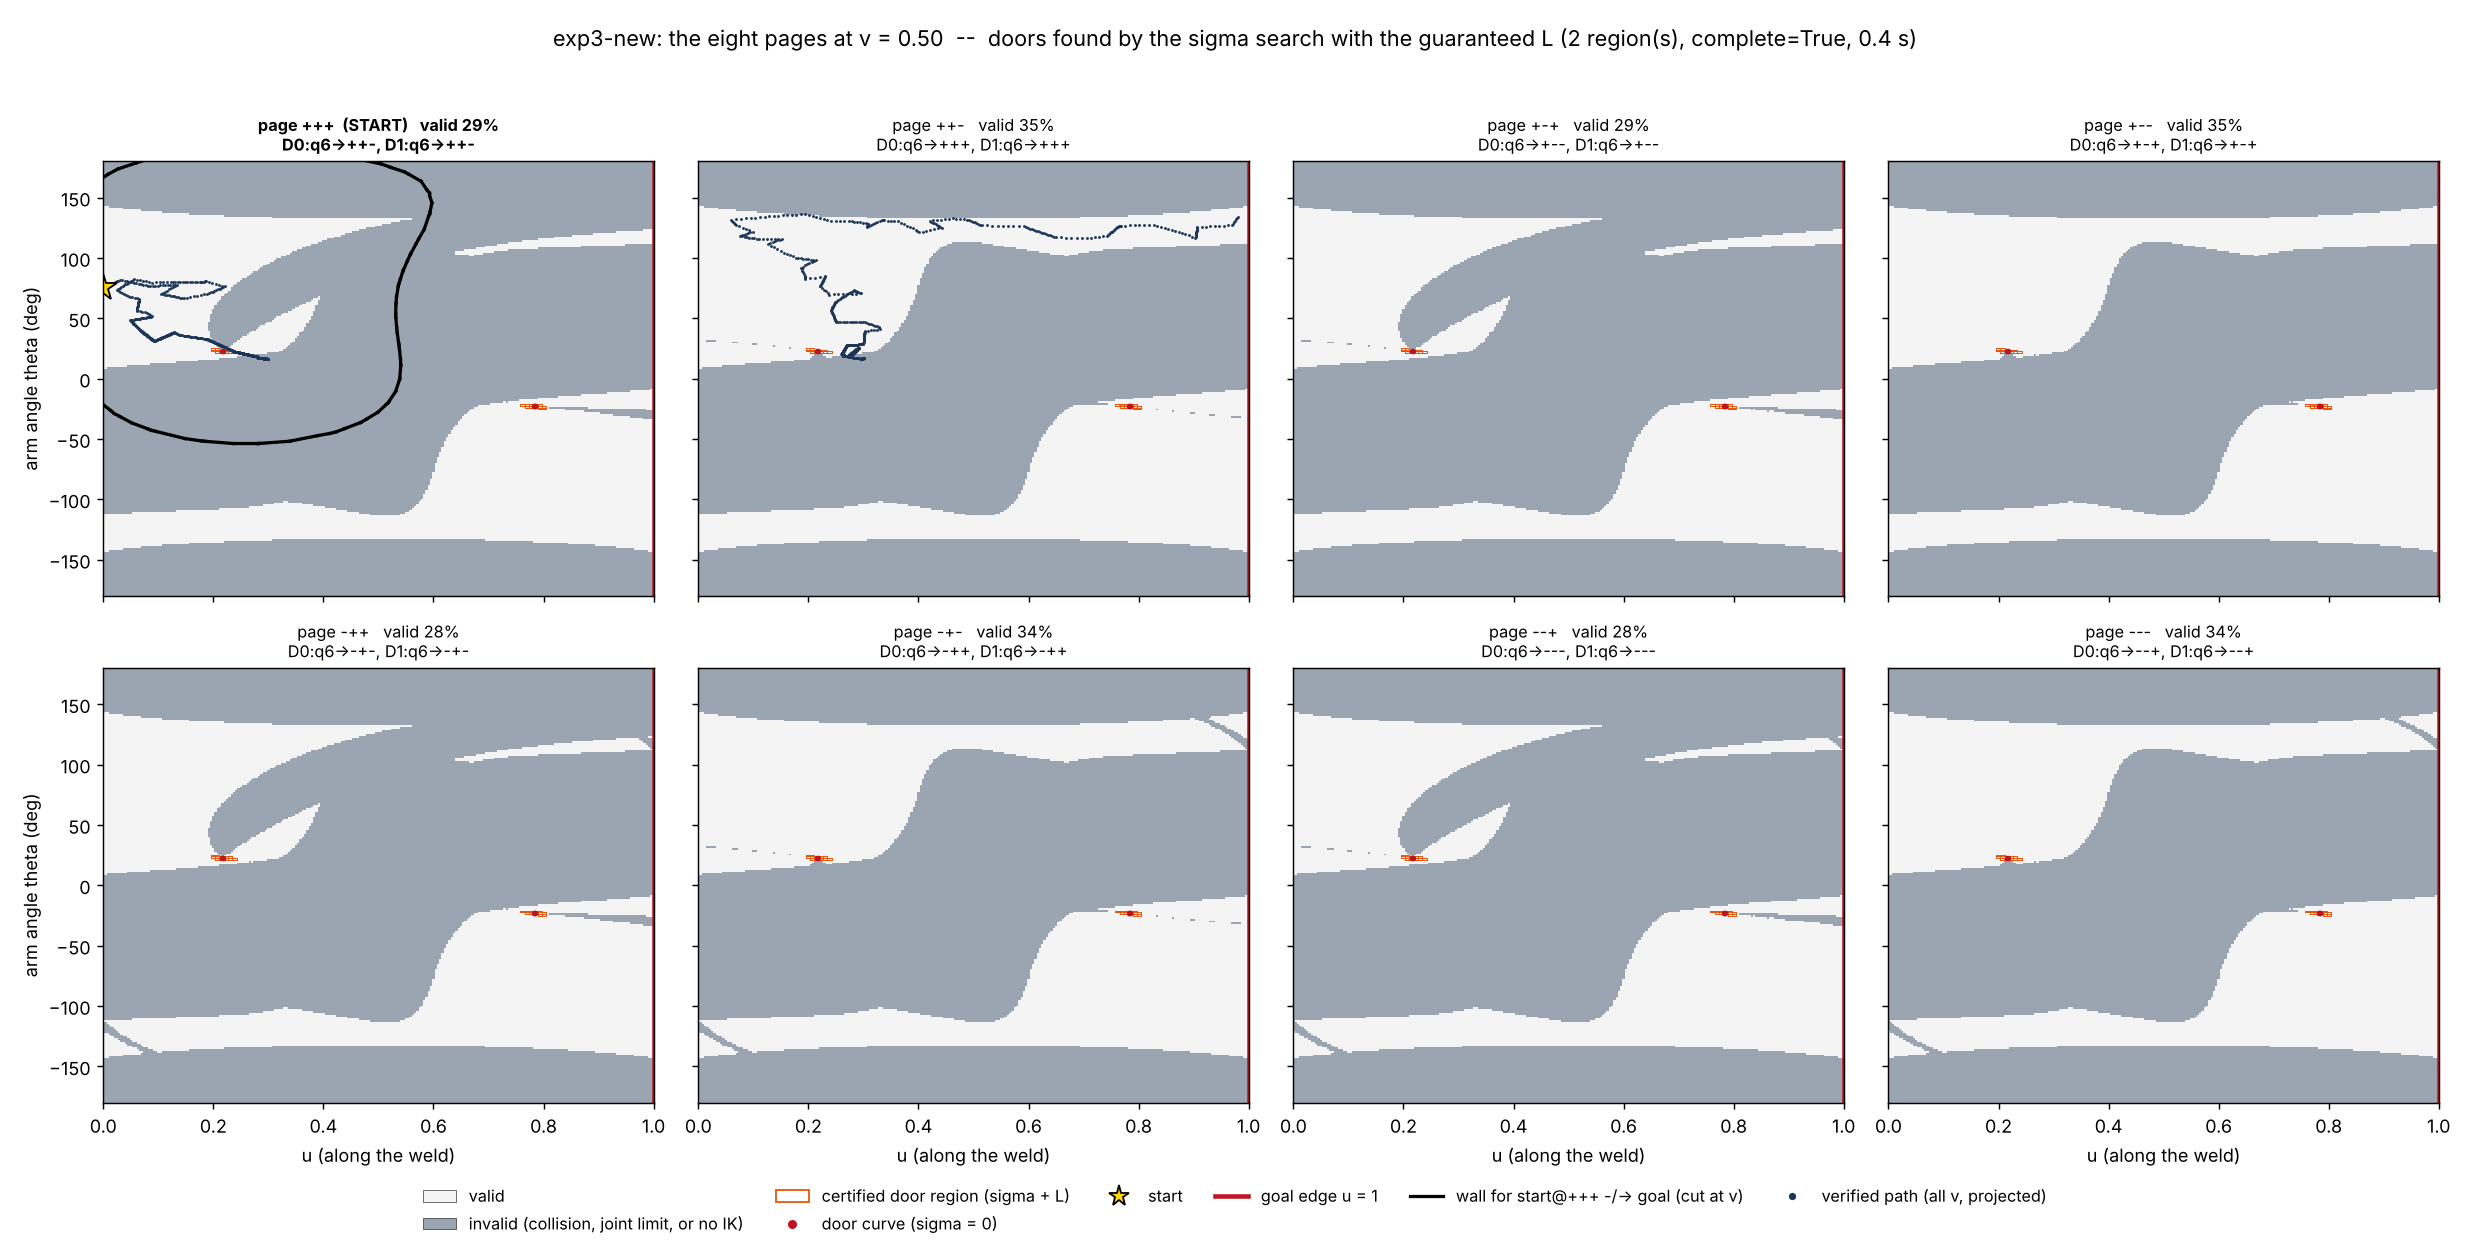 exp3-new: the eight pages at v = 0.50  --  doors found by the sigma search with the guaranteed L (2 region(s), complete=True, 0.4 s)
page +++  (START)   valid 29%
D0:q6→++-, D1:q6→++-
page ++-   valid 35%
D0:q6→+++, D1:q6→+++
page +-+   valid 29%
D0:q6→+--, D1:q6→+--
page +--   valid 35%
D0:q6→+-+, D1:q6→+-+
arm angle theta (deg)
150
100
50
0
−50
−100
−150
page -++   valid 28%
D0:q6→-+-, D1:q6→-+-
page -+-   valid 34%
D0:q6→-++, D1:q6→-++
page --+   valid 28%
D0:q6→---, D1:q6→---
page ---   valid 34%
D0:q6→--+, D1:q6→--+
arm angle theta (deg)
150
100
50
0
−50
−100
−150
0.0 0.2 0.4 0.6 0.8 1.0
0.0 0.2 0.4 0.6 0.8 1.0
0.0 0.2 0.4 0.6 0.8 1.0
0.0 0.2 0.4 0.6 0.8 1.0
u (along the weld)
u (along the weld)
u (along the weld)
u (along the weld)
valid
invalid (collision, joint limit, or no IK)
certified door region (sigma + L)
door curve (sigma = 0)
start
goal edge u = 1
wall for start@+++ -/→ goal (cut at v)
verified path (all v, projected)